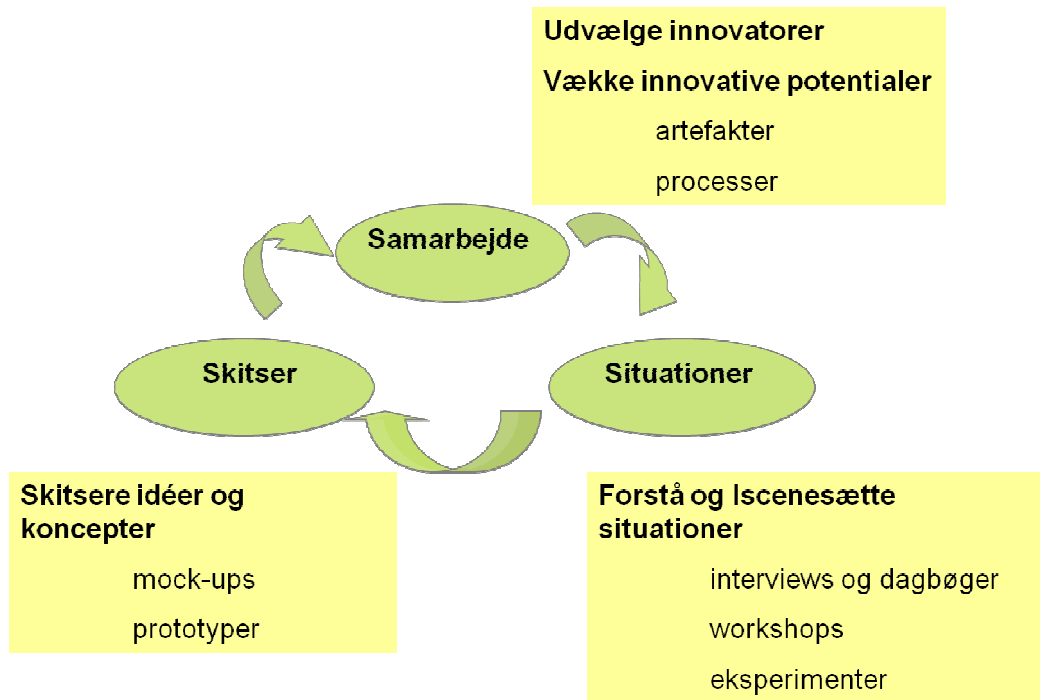 Udvælge innovatorer
Vække innovative potentialer
artefakter
processer
Samarbejde
Skitser
Situationer
Skitsere idéer og
koncepter
mock-ups
prototyper
Forstå og Iscenesætte
situationer
interviews og dagbøger
workshops
eksperimenter